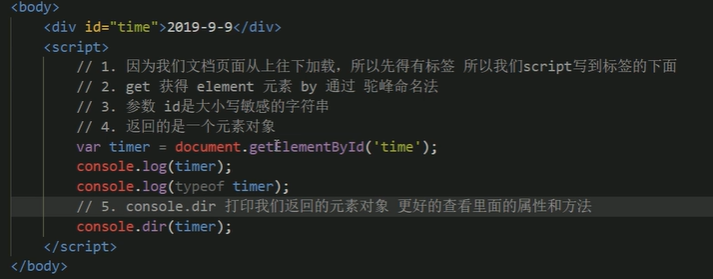 <body>
<div id="time">2019-9-9</div>
<script>
// 1. 因为我们文档页面从上往下加载，所以先得有标签 所以我们script写到标签的下面
// 2. get 获得 element 元素 by 通过 驼峰命名法
// 3. 参数 id是大小写敏感的字符串
// 4. 返回的是一个元素对象
var timer = document.getElementById('time');
console.log(timer);
console.log(typeof timer);
// 5. console.dir 打印我们返回的元素对象 更好的查看里面的属性和方法
console.dir(timer);
</script>
</body>